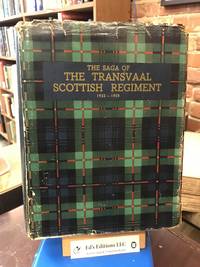 THE SAGA OF
THE TRANSVAAL
SCOTTISH REGIMENT
1932 - 1950
Ed's Editions LLC